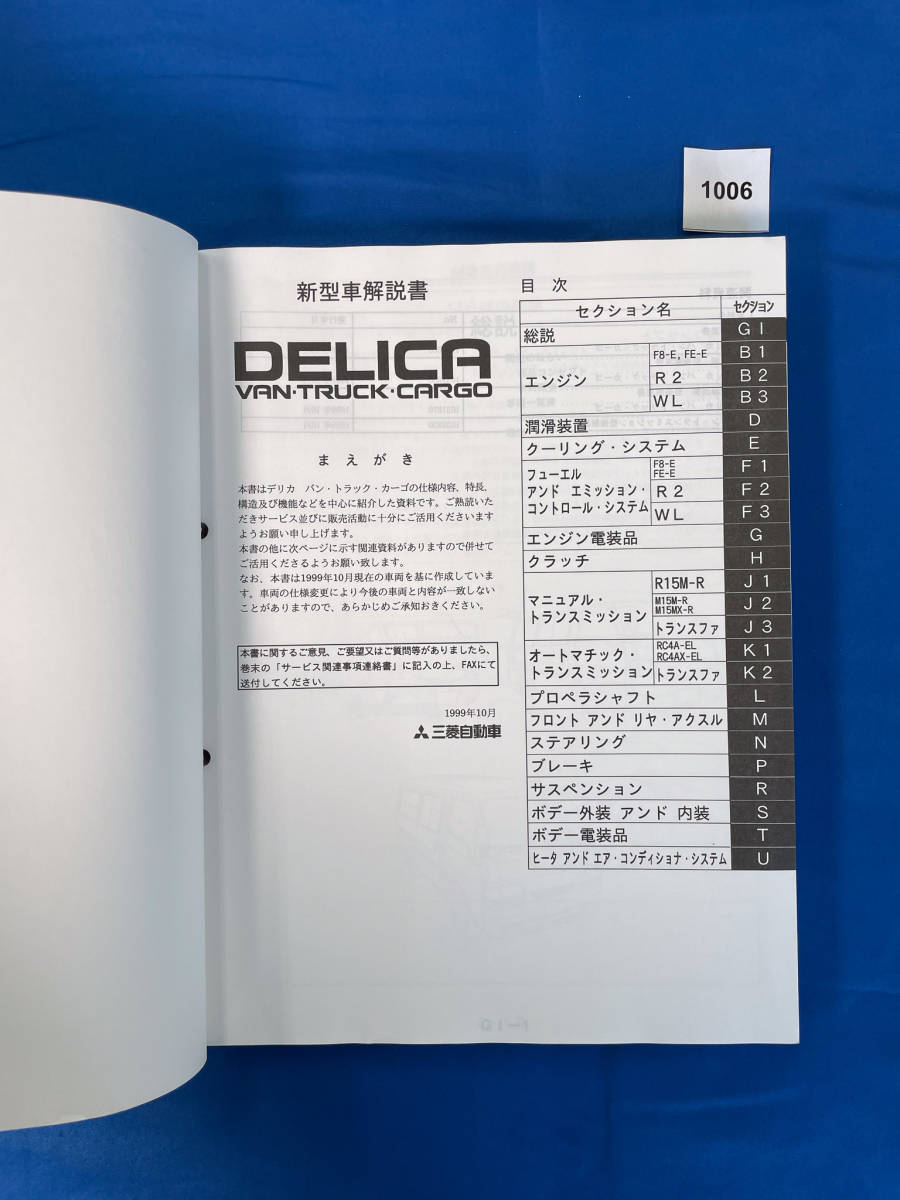 1006
新型車解説書
DELICA
VAN・TRUCK・CARGO
まえがき
本書はデリカ バン・トラック・カーゴの仕様内容、特長、
構造及び機能などを中心に紹介した資料です。ご熟読いた
だきサービス並びに販売活動に十分にご活用くださいます
ようお願い申し上げます。
本書の他に次ページに示す関連資料がありますので併せて
ご活用くださるようお願い致します。
なお、本書は1999年10月現在の車両を基に作成していま
す。車両の仕様変更により今後の車両と内容が一致しない
ことがありますので、あらかじめご承知おきください。
本書に関するご意見、ご要望又はご質問等がありましたら、
巻末の「サービス関連事項連絡書」に記入の上、FAXにて
送付してください。
1999年10月
三菱自動車
目 次
セクション名 セクション
総説 GI
エンジン F8-E, FE-E B1
R2 B2
WL B3
潤滑装置 D
クーリング・システム E
フューエル F8-E FE-E F1
アンド エミッション・ R2 F2
コントロール・システム WL F3
エンジン電装品 G
クラッチ H
マニュアル・ R15M-R J1
トランスミッション M15M-R M15MX-R J2
トランスファ J3
オートマチック・ RC4A-EL RC4AX-EL K1
トランスミッション トランスファ K2
プロペラシャフト L
フロント アンド リヤ・アクスル M
ステアリング N
ブレーキ P
サスペンション R
ボデー外装 アンド 内装 S
ボデー電装品 T
ヒータ アンド エア・コンディショナ・システム U